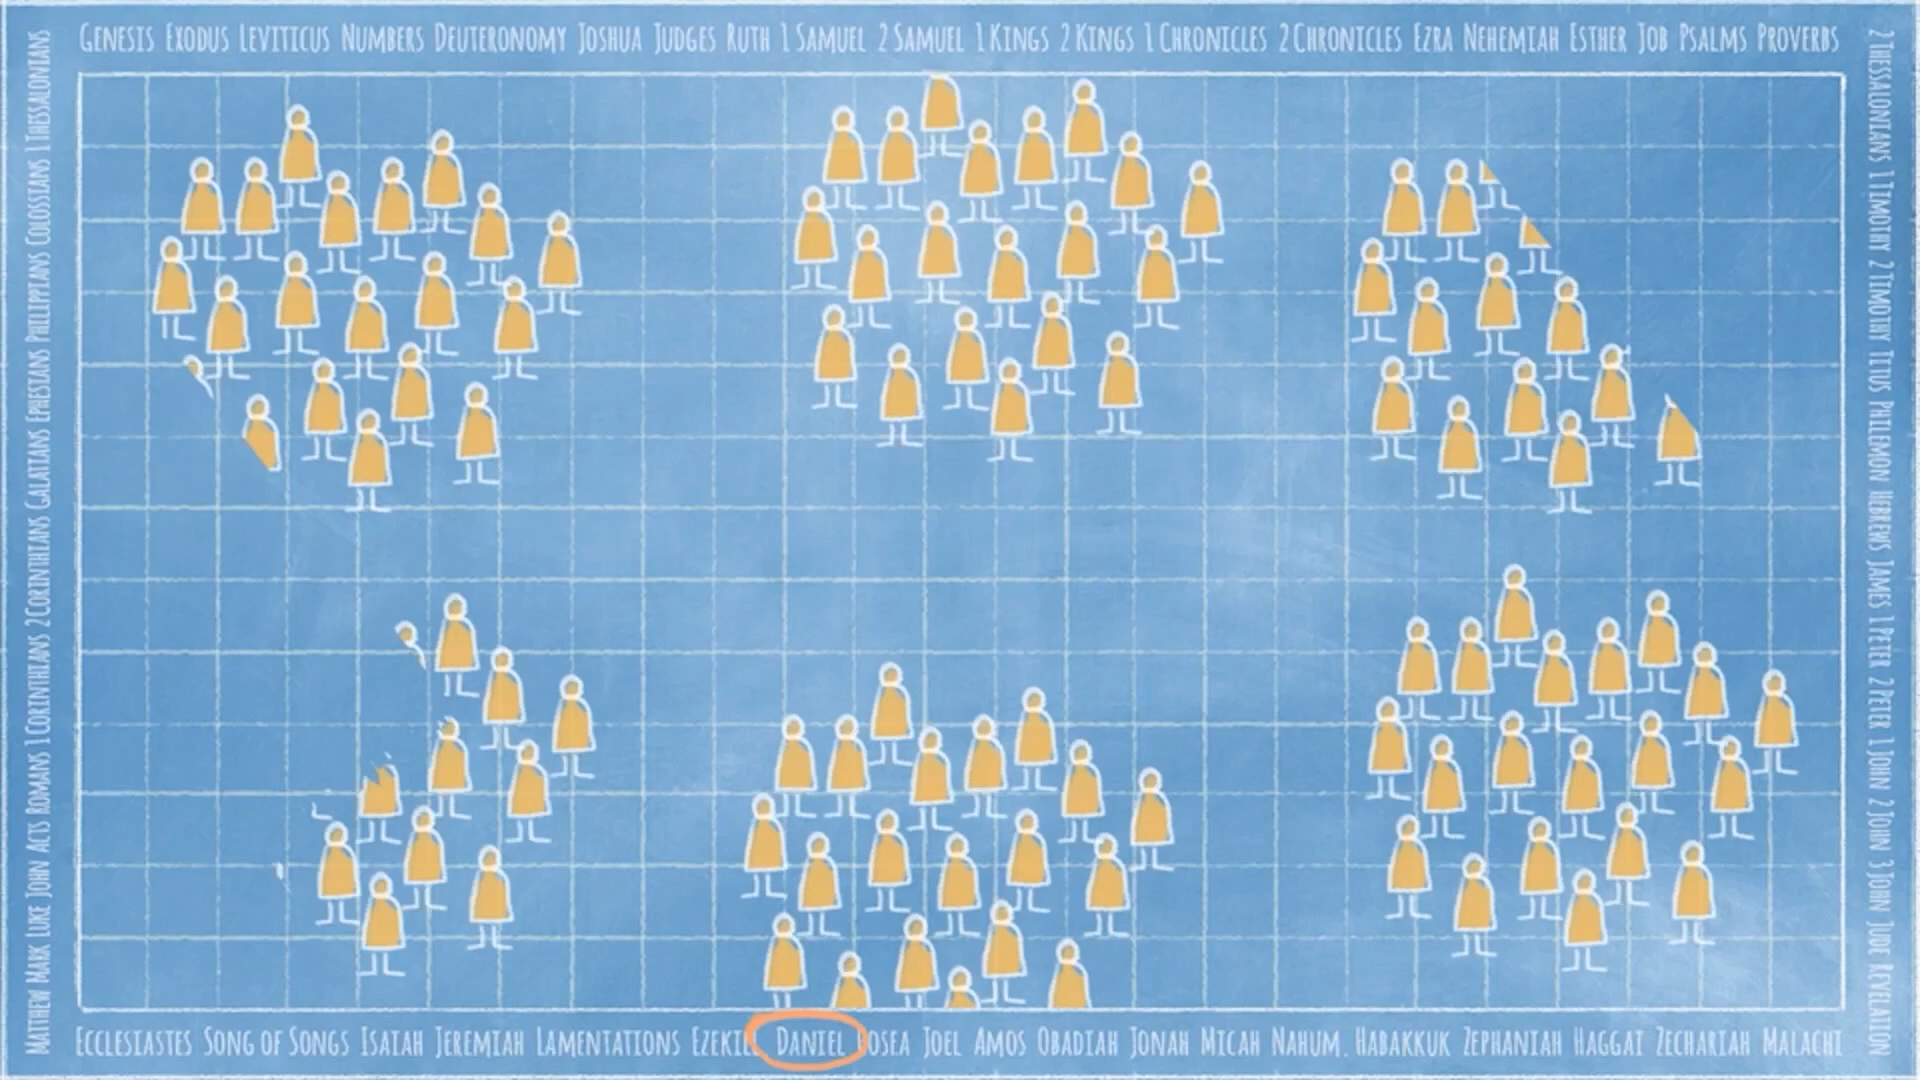 Genesis Exodus Leviticus Numbers Deuteronomy Joshua Judges Ruth 1 Samuel 2 Samuel 1 Kings 2 Kings 1 Chronicles 2 Chronicles Ezra Nehemiah Esther Job Psalms Proverbs
Matthew Mark Luke John Acts Romans 1 Corinthians 2 Corinthians Galatians Ephesians Philippians Colossians 1 Thessalonians
2 Thessalonians 1 Timothy 2 Timothy Titus Philemon Hebrews James 1 Peter 2 Peter 1 John 2 John 3 John Jude Revelation
Ecclesiastes Song of Songs Isaiah Jeremiah Lamentations Daniel Joel Amos Obadiah Jonah Micah Nahum. Habakkuk Zephaniah Haggai Zechariah Malachi